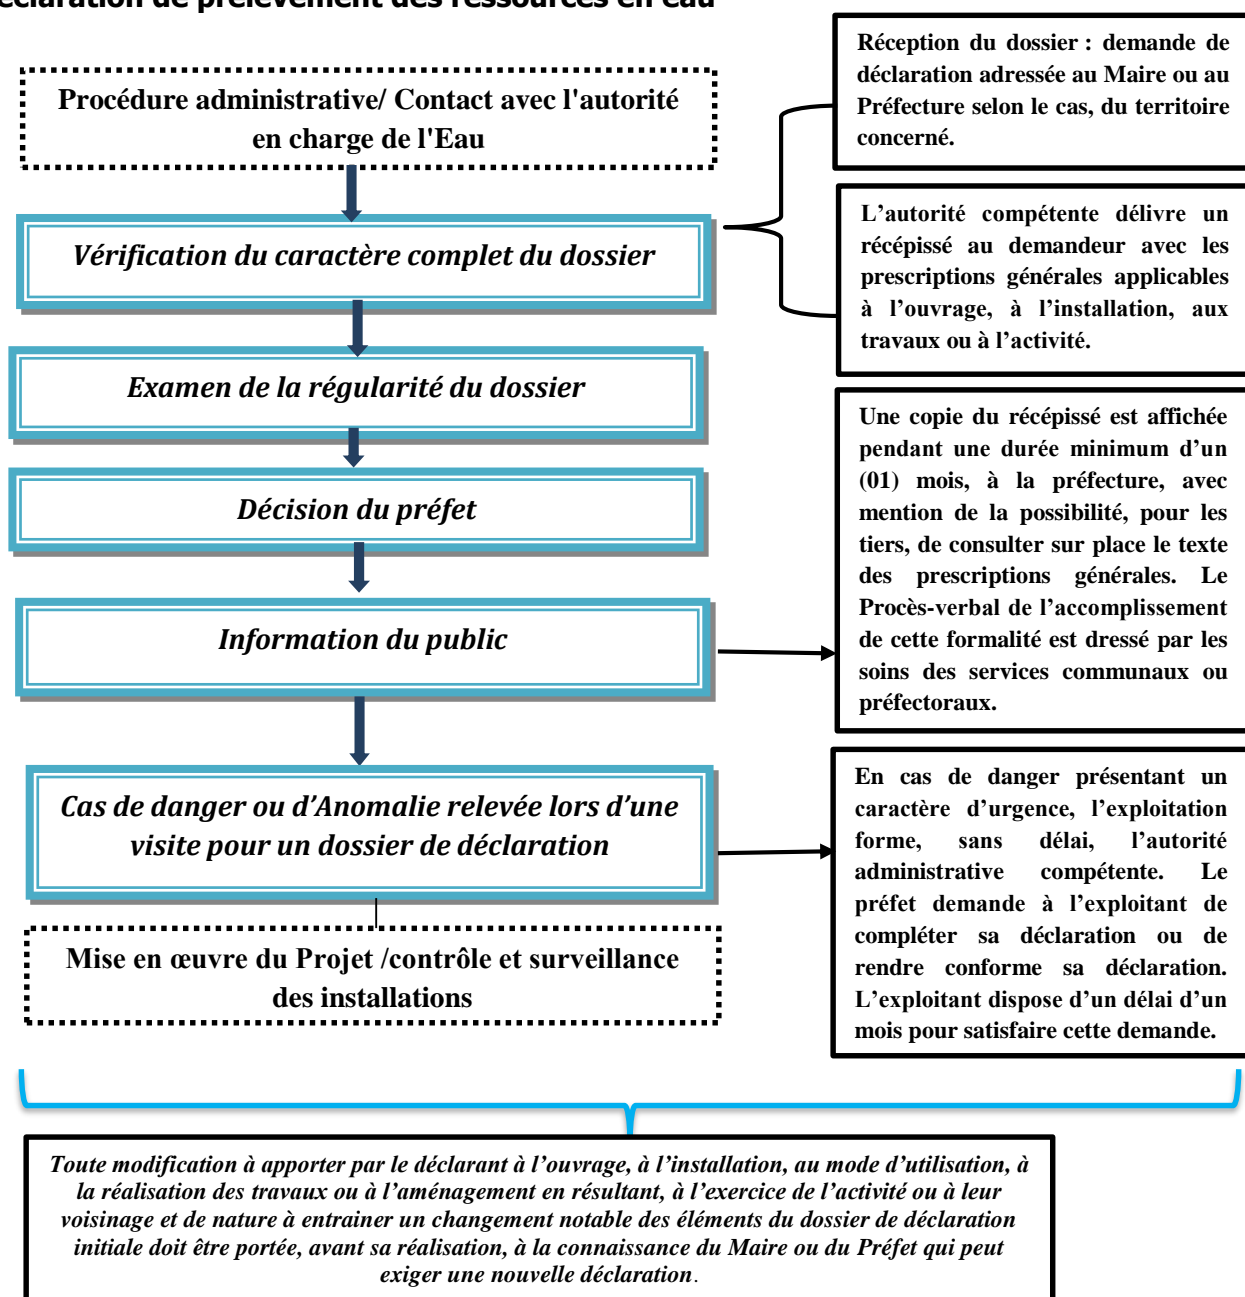 éclaration de prélèvement des ressources en eau
Procédure administrative/ Contact avec l'autorité
en charge de l'Eau
Vérification du caractère complet du dossier
Réception du dossier : demande de
déclaration adressée au Maire ou au
Préfecture selon le cas, du territoire
concerné.
L’autorité compétente délivre un
récépissé au demandeur avec les
prescriptions générales applicables
à l’ouvrage, à l’installation, aux
travaux ou à l’activité.
Examen de la régularité du dossier
Décision du préfet
Information du public
Une copie du récépissé est affichée
pendant une durée minimum d’un
(01) mois, à la préfecture, avec
mention de la possibilité, pour les
tiers, de consulter sur place le texte
des prescriptions générales. Le
Procès-verbal de l’accomplissement
de cette formalité est dressé par les
soins des services communaux ou
préfectoraux.
Cas de danger ou d’Anomalie relevée lors d’une
visite pour un dossier de déclaration
En cas de danger présentant un
caractère d’urgence, l’exploitation
forme, sans délai, l’autorité
administrative compétente. Le
préfet demande à l’exploitant de
compléter sa déclaration ou de
rendre conforme sa déclaration.
L’exploitant dispose d’un délai d’un
mois pour satisfaire cette demande.
Mise en œuvre du Projet /contrôle et surveillance
des installations
Toute modification à apporter par le déclarant à l’ouvrage, à l’installation, au mode d’utilisation, à
la réalisation des travaux ou à l’aménagement en résultant, à l’exercice de l’activité ou à leur
voisinage et de nature à entrainer un changement notable des éléments du dossier de déclaration
initiale doit être portée, avant sa réalisation, à la connaissance du Maire ou du Préfet qui peut
exiger une nouvelle déclaration.